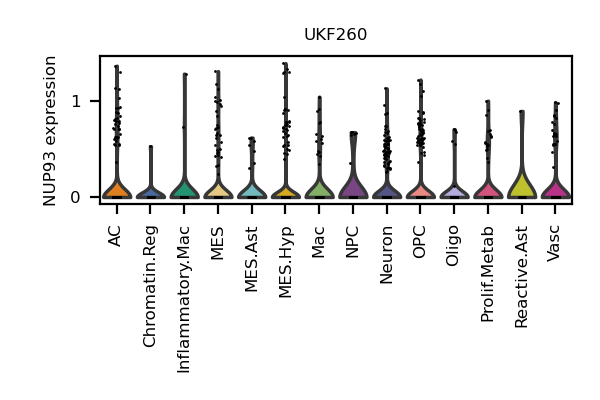 UKF260
NUP93 expression
1
0
AC
Chromatin.Reg
Inflammatory.Mac
MES
MES.Ast
MES.Hyp
Mac
NPC
Neuron
OPC
Oligo
Prolif.Metab
Reactive.Ast
Vasc